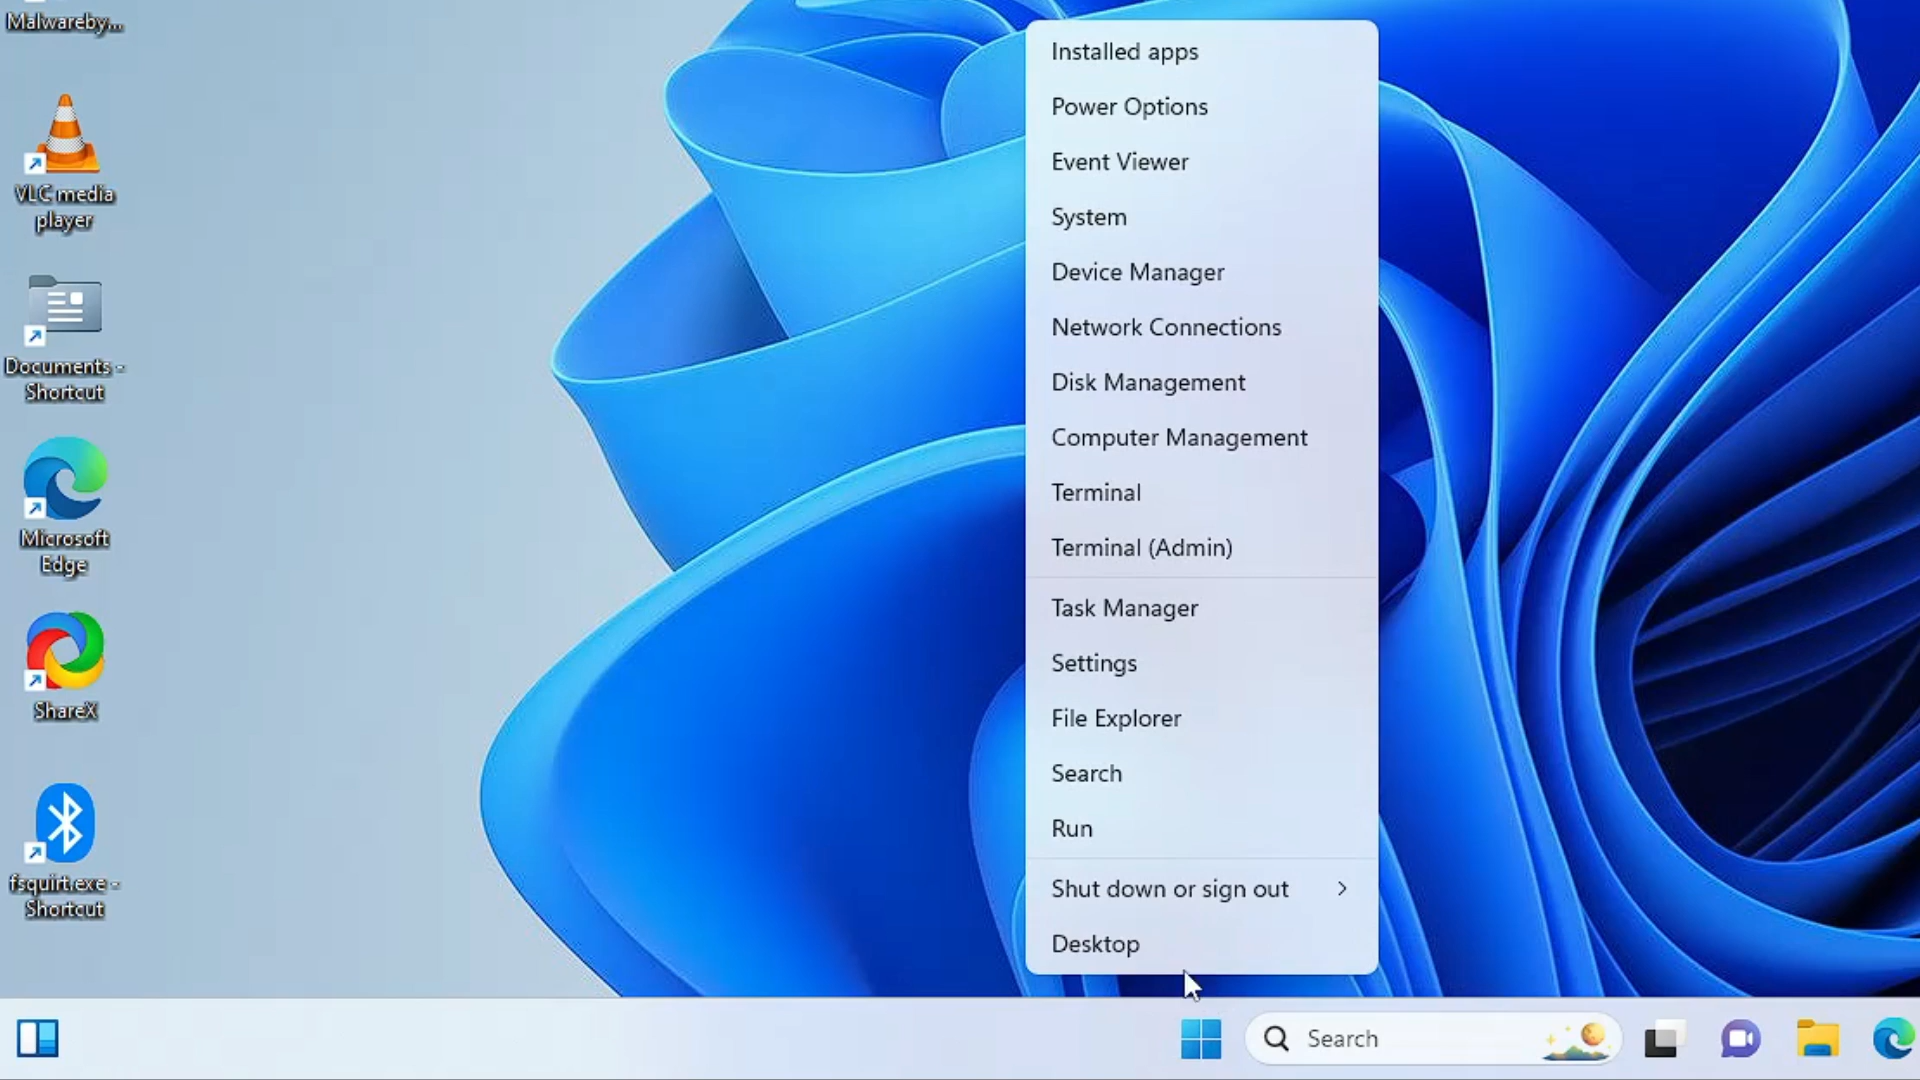 Malwareby...
VLC media
player
Documents -
Shortcut
Microsoft
Edge
ShareX
fsquirt.exe -
Shortcut
Installed apps
Power Options
Event Viewer
System
Device Manager
Network Connections
Disk Management
Computer Management
Terminal
Terminal (Admin)
Task Manager
Settings
File Explorer
Search
Run
Shut down or sign out
Desktop
Search